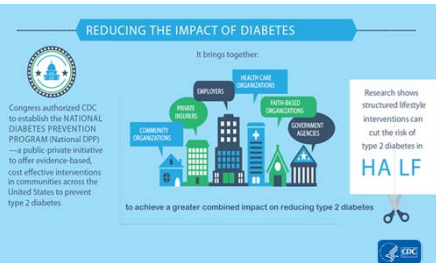 REDUCING THE IMPACT OF DIABETES
Congress authorized CDC
to establish the NATIONAL
DIABETES PREVENTION
PROGRAM (National DPP)
—a public-private initiative
to offer evidence-based,
cost effective interventions
in communities across the
United States to prevent
type 2 diabetes
It brings together:
COMMUNITY
ORGANIZATIONS
PRIVATE
INSURERS
EMPLOYERS
HEALTH CARE
ORGANIZATIONS
FAITH-BASED
ORGANIZATIONS
GOVERNMENT
AGENCIES
to achieve a greater combined impact on reducing type 2 diabetes
Research shows
structured lifestyle
interventions can
cut the risk of
type 2 diabetes in
HALF
CDC